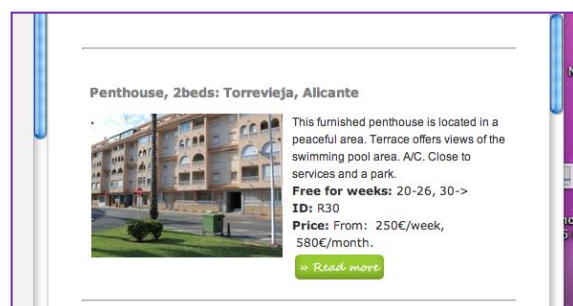 Penthouse, 2beds: Torrevieja, Alicante
This furnished penthouse is located in a
peaceful area. Terrace offers views of the
swimming pool area. A/C. Close to
services and a park.
Free for weeks: 20-26, 30->
ID: R30
Price: From: 250€/week,
580€/month.
» Read more